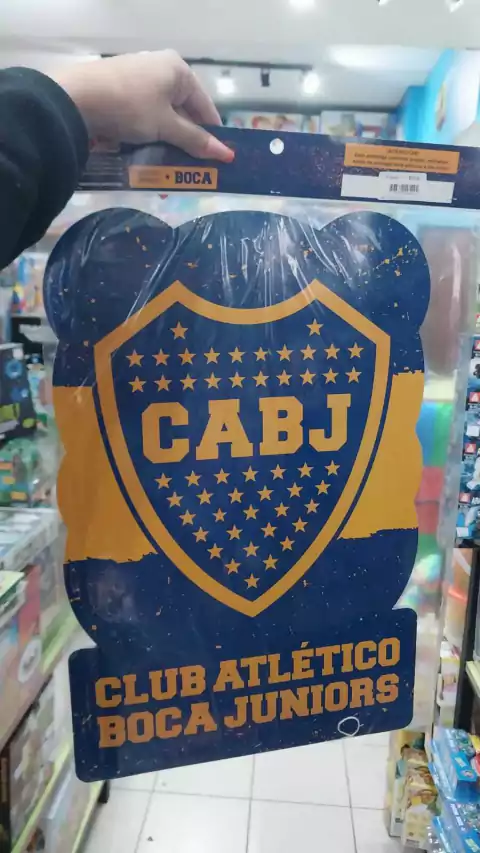 + BOCA
CABJ
CLUB ATLÉTICO
BOCA JUNIORS